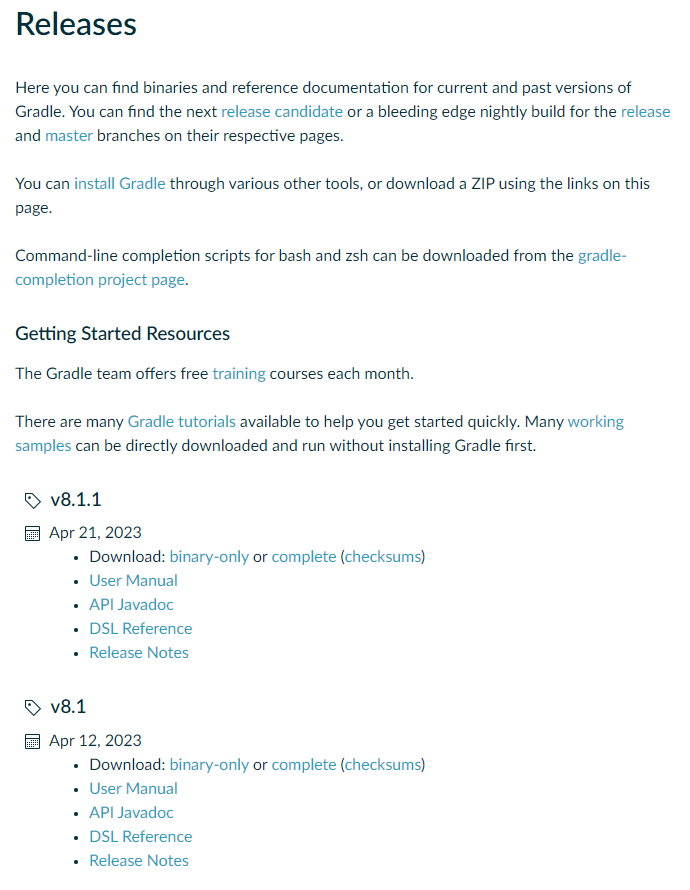 Releases
Here you can find binaries and reference documentation for current and past versions of
Gradle. You can find the next release candidate or a bleeding edge nightly build for the release
and master branches on their respective pages.
You can install Gradle through various other tools, or download a ZIP using the links on this
page.
Command-line completion scripts for bash and zsh can be downloaded from the gradle-
completion project page.
Getting Started Resources
The Gradle team offers free training courses each month.
There are many Gradle tutorials available to help you get started quickly. Many working
samples can be directly downloaded and run without installing Gradle first.
v8.1.1
Apr 21, 2023
• Download: binary-only or complete (checksums)
• User Manual
• API Javadoc
• DSL Reference
• Release Notes
v8.1
Apr 12, 2023
• Download: binary-only or complete (checksums)
• User Manual
• API Javadoc
• DSL Reference
• Release Notes